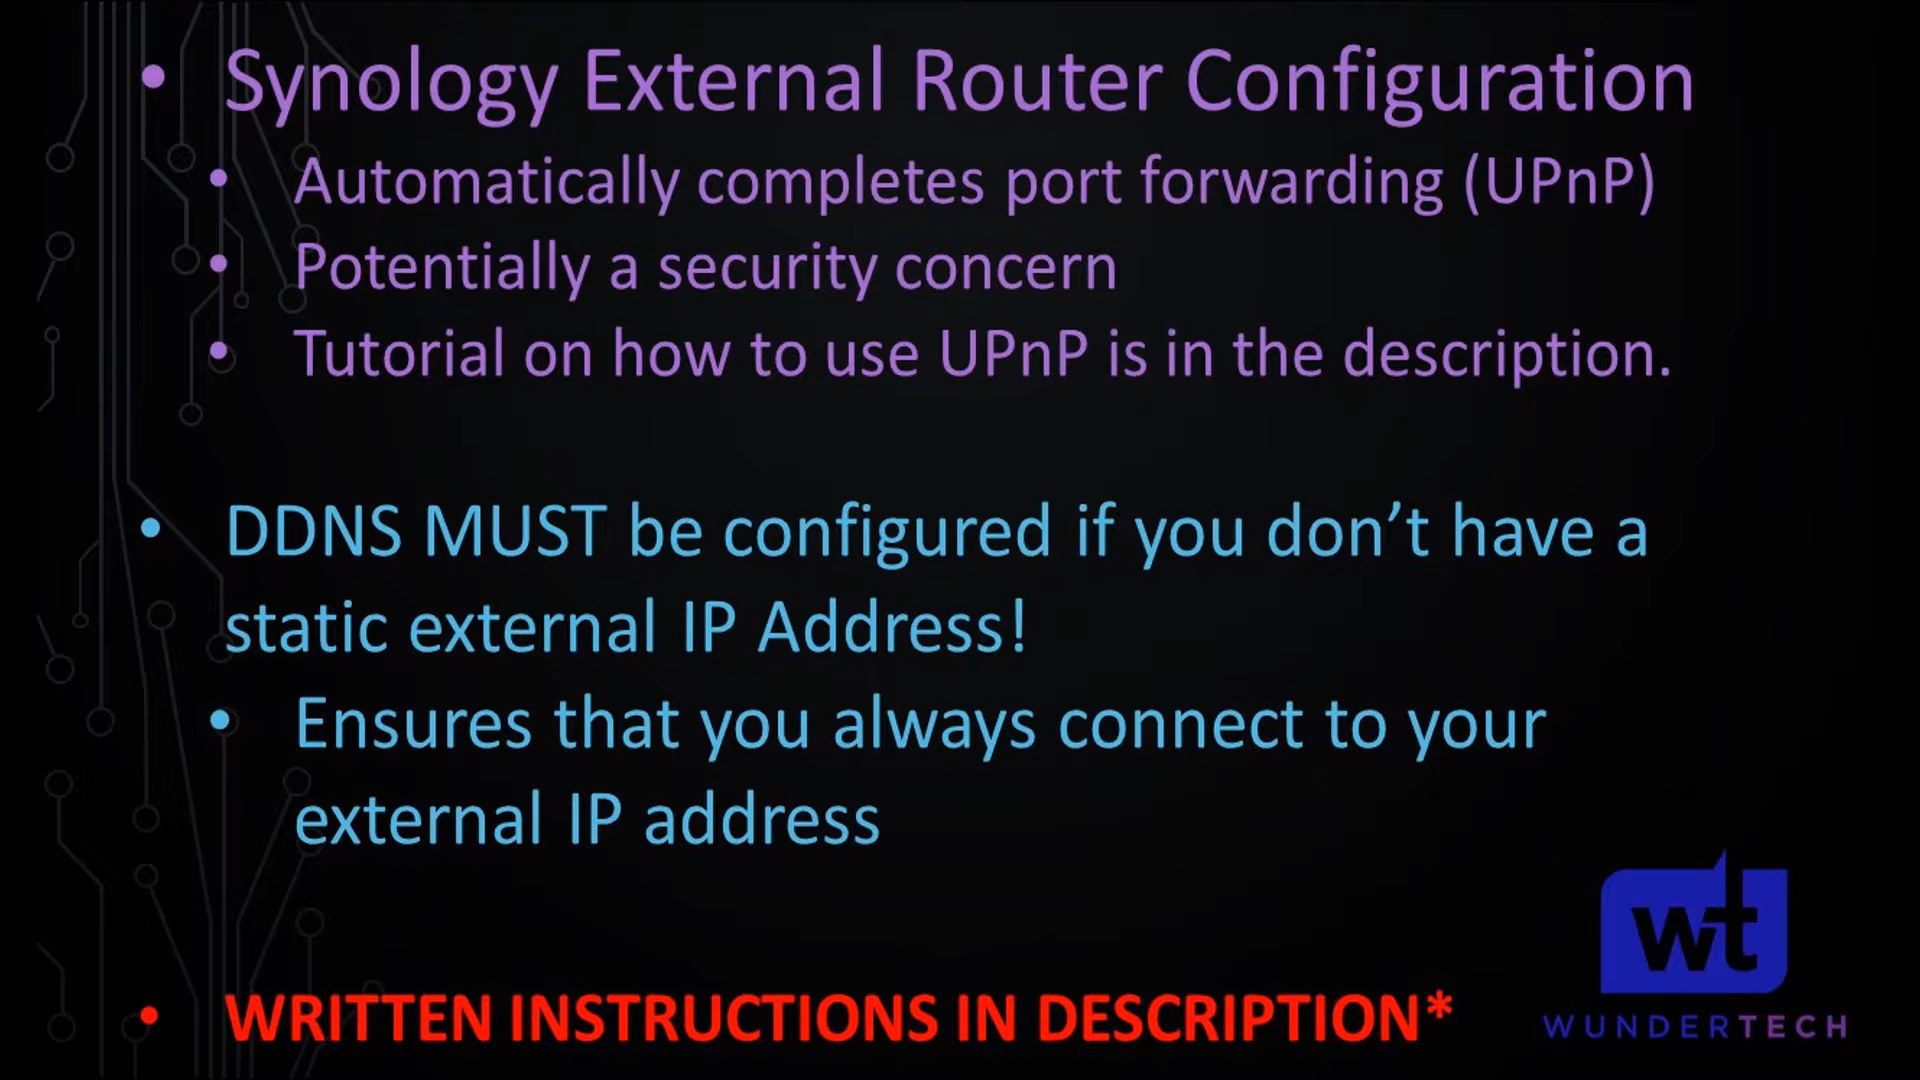 • Synology External Router Configuration
• Automatically completes port forwarding (UPnP)
• Potentially a security concern
• Tutorial on how to use UPnP is in the description.
• DDNS MUST be configured if you don’t have a
static external IP Address!
• Ensures that you always connect to your
external IP address
• WRITTEN INSTRUCTIONS IN DESCRIPTION*
wt
WUNDERTECH